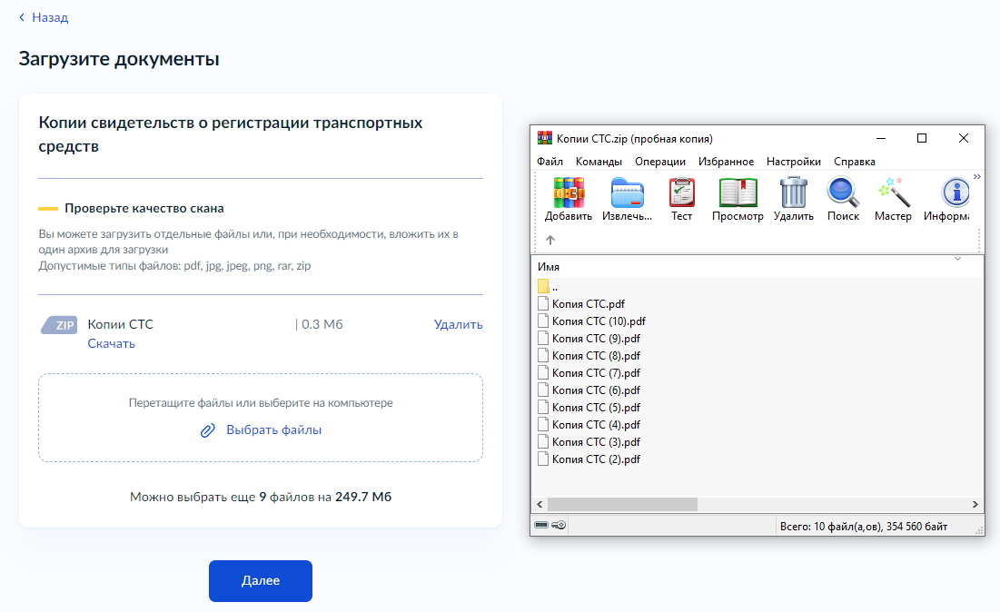 Назад
Загрузите документы
Копии свидетельств о регистрации транспортных
средств
Проверьте качество скана
Вы можете загрузить отдельные файлы или, при необходимости, вложить их в
один архив для загрузки
Допустимые типы файлов: pdf, jpg, jpeg, png, rar, zip
ZIP Копии СТС | 0.3 Мб Удалить
Скачать
Перетащите файлы или выберите на компьютере
Выбрать файлы
Можно выбрать еще 9 файлов на 249.7 Мб
Далее
Копии СТС.zip (пробная копия)
Файл Команды Операции Избранное Настройки Справка
Добавить Извлечь... Тест Просмотр Удалить Поиск Мастер Информа
Имя
..
Копия СТС.pdf
Копия СТС (10).pdf
Копия СТС (9).pdf
Копия СТС (8).pdf
Копия СТС (7).pdf
Копия СТС (6).pdf
Копия СТС (5).pdf
Копия СТС (4).pdf
Копия СТС (3).pdf
Копия СТС (2).pdf
Всего: 10 файл(а,ов), 354 560 байт